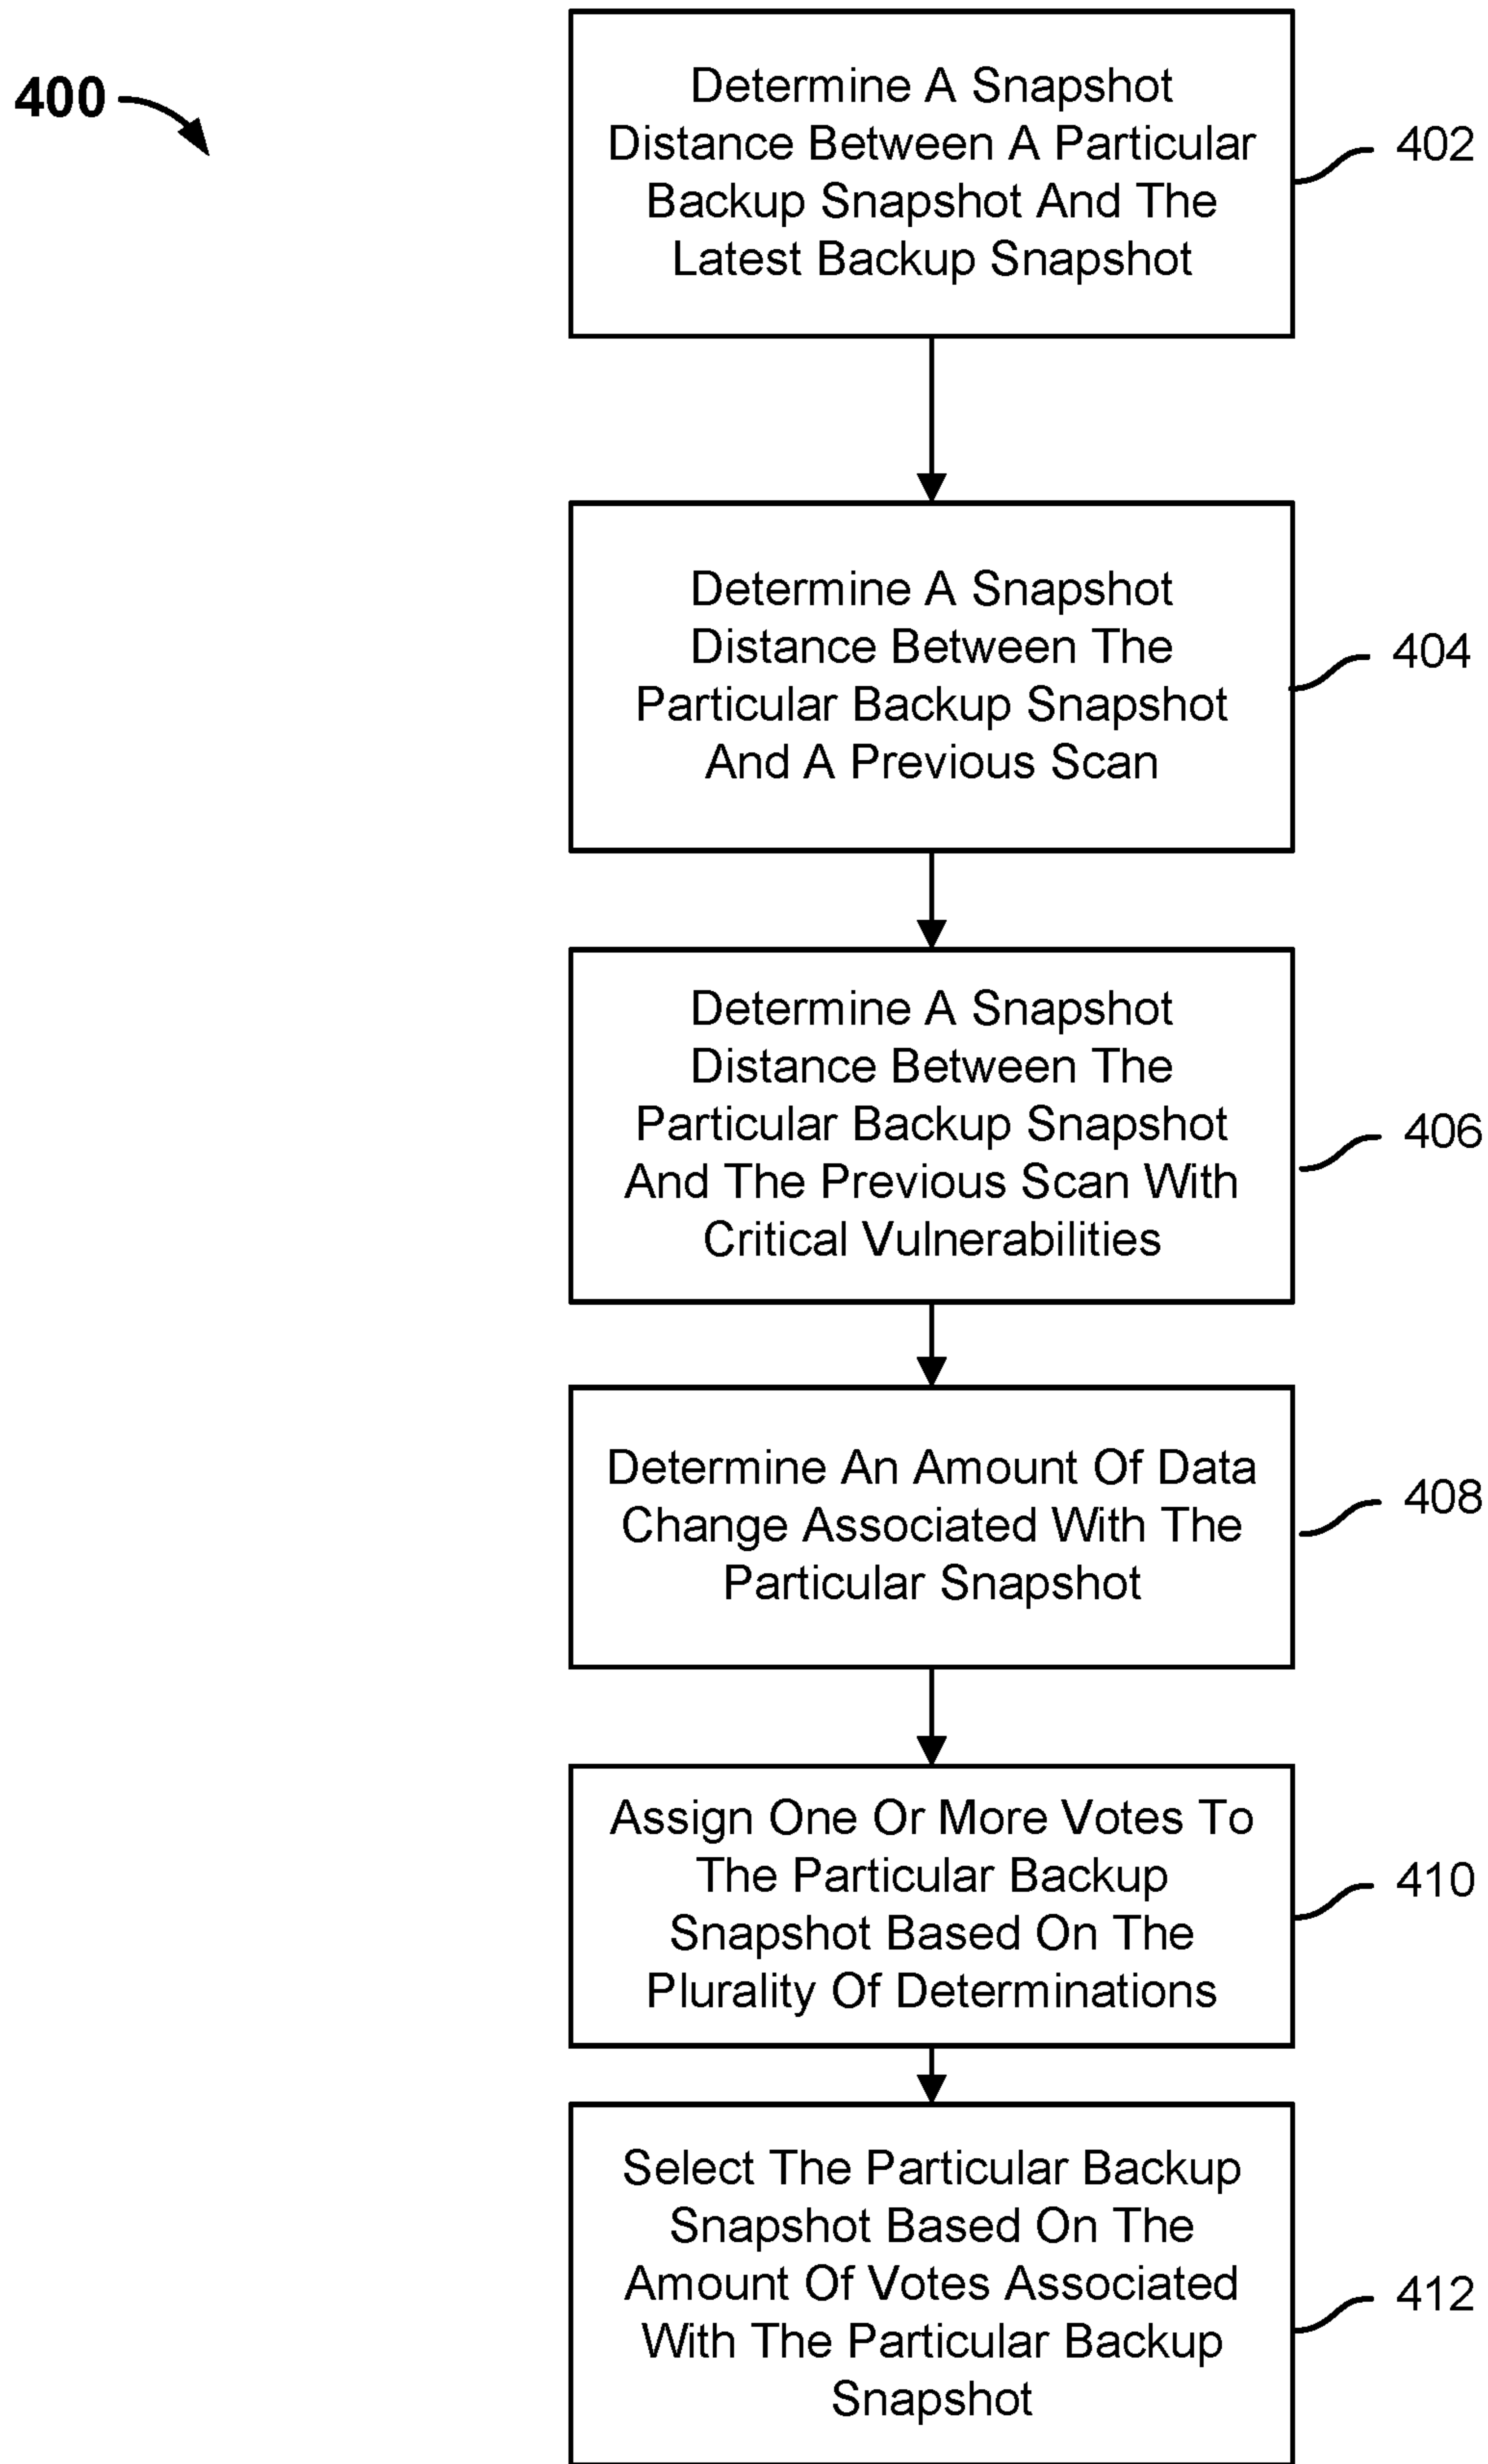 400
Determine A Snapshot
Distance Between A Particular
Backup Snapshot And The
Latest Backup Snapshot
402
Determine A Snapshot
Distance Between The
Particular Backup Snapshot
And A Previous Scan
404
Determine A Snapshot
Distance Between The
Particular Backup Snapshot
And The Previous Scan With
Critical Vulnerabilities
406
Determine An Amount Of Data
Change Associated With The
Particular Snapshot
408
Assign One Or More Votes To
The Particular Backup
Snapshot Based On The
Plurality Of Determinations
410
Select The Particular Backup
Snapshot Based On The
Amount Of Votes Associated
With The Particular Backup
Snapshot
412